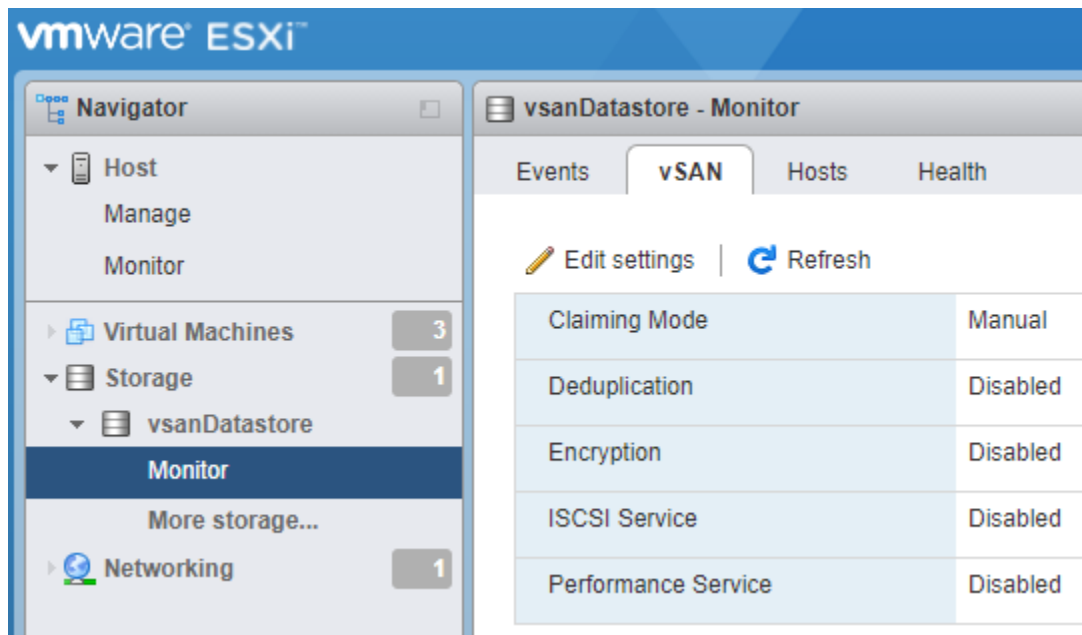 vmware® ESXi™
Navigator
Host
Manage
Monitor
Virtual Machines 3
Storage 1
vsanDatastore
Monitor
More storage...
Networking 1
vsanDatastore - Monitor
Events vSAN Hosts Health
Edit settings | Refresh
Claiming Mode Manual
Deduplication Disabled
Encryption Disabled
ISCSI Service Disabled
Performance Service Disabled